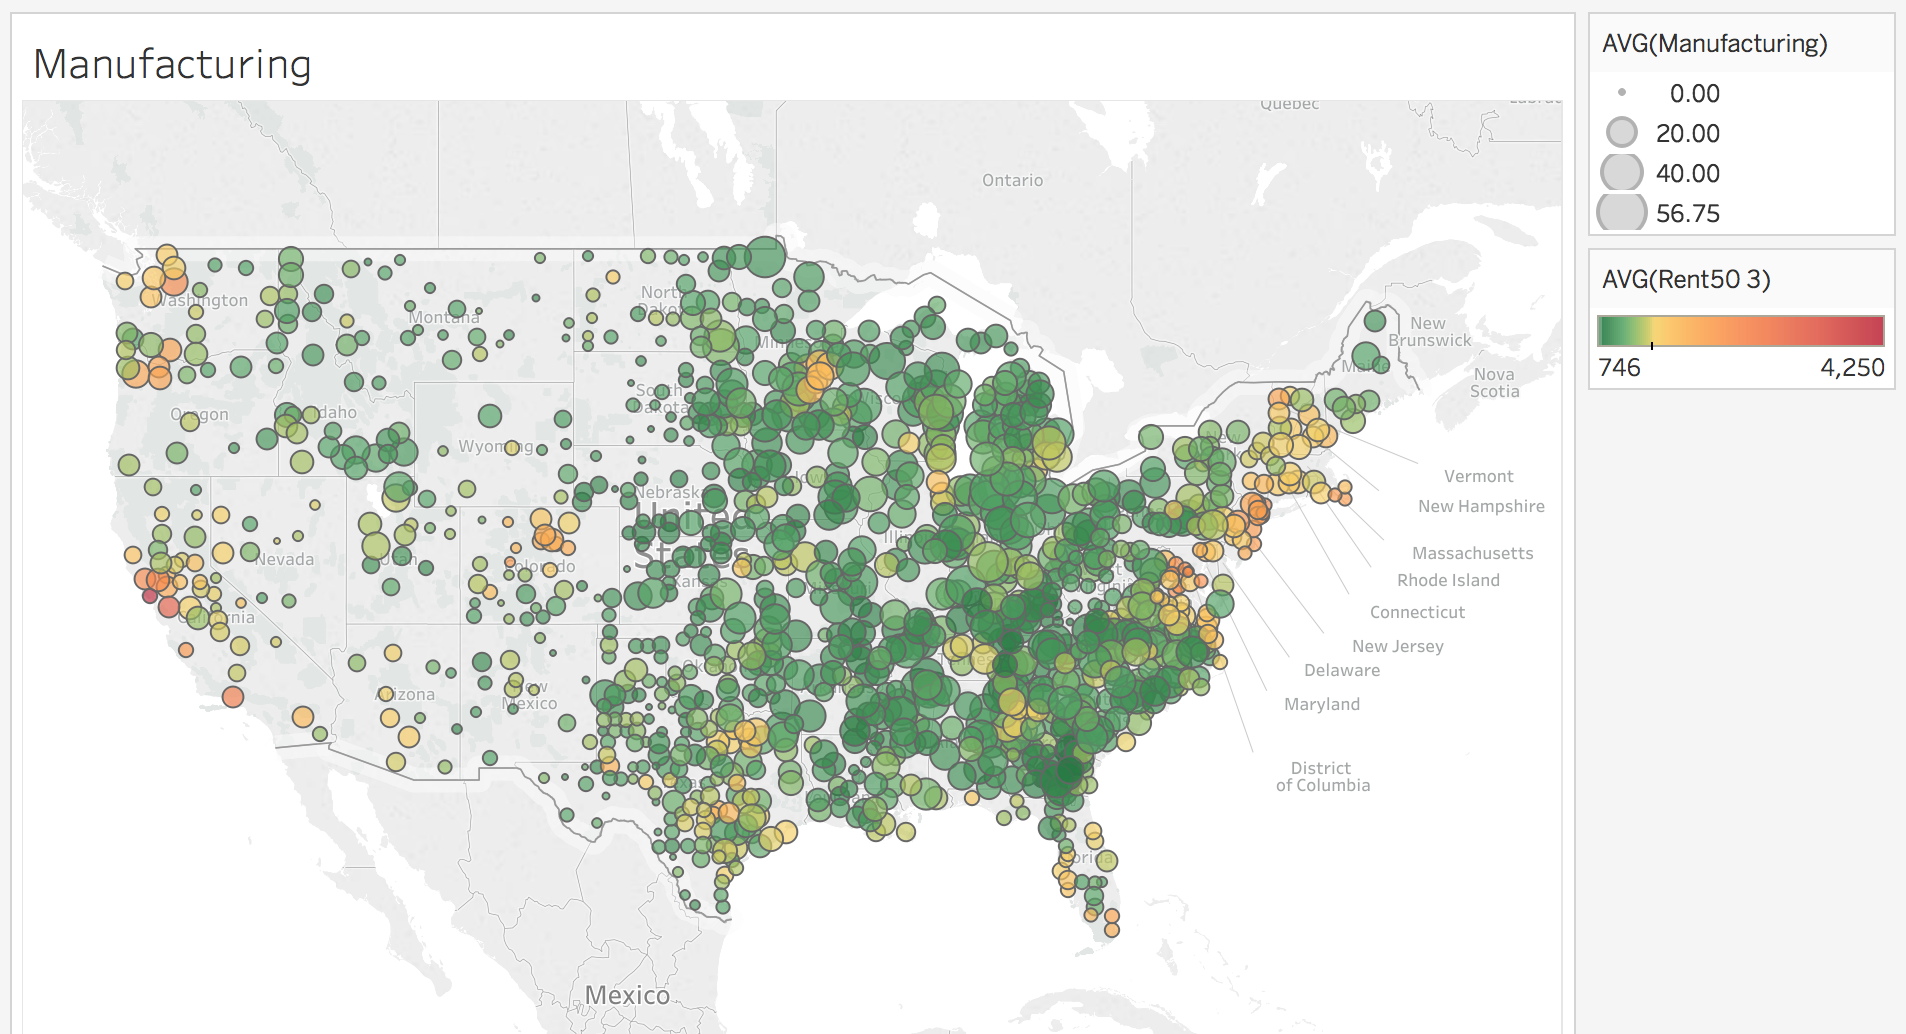 Manufacturing
Quebec
Ontario
New
Brunswick
Nova
Scotia
Washington
Montana
North
Dakota
Oregon
Idaho
Wyoming
South
Dakota
Nebraska
United
States
Nevada
Utah
Colorado
Kansas
California
Arizona
New
Mexico
Florida
Vermont
New Hampshire
Massachusetts
Rhode Island
Connecticut
New Jersey
Delaware
Maryland
District
of Columbia
Mexico
AVG(Manufacturing)
0.00
20.00
40.00
56.75
AVG(Rent50 3)
746
4,250